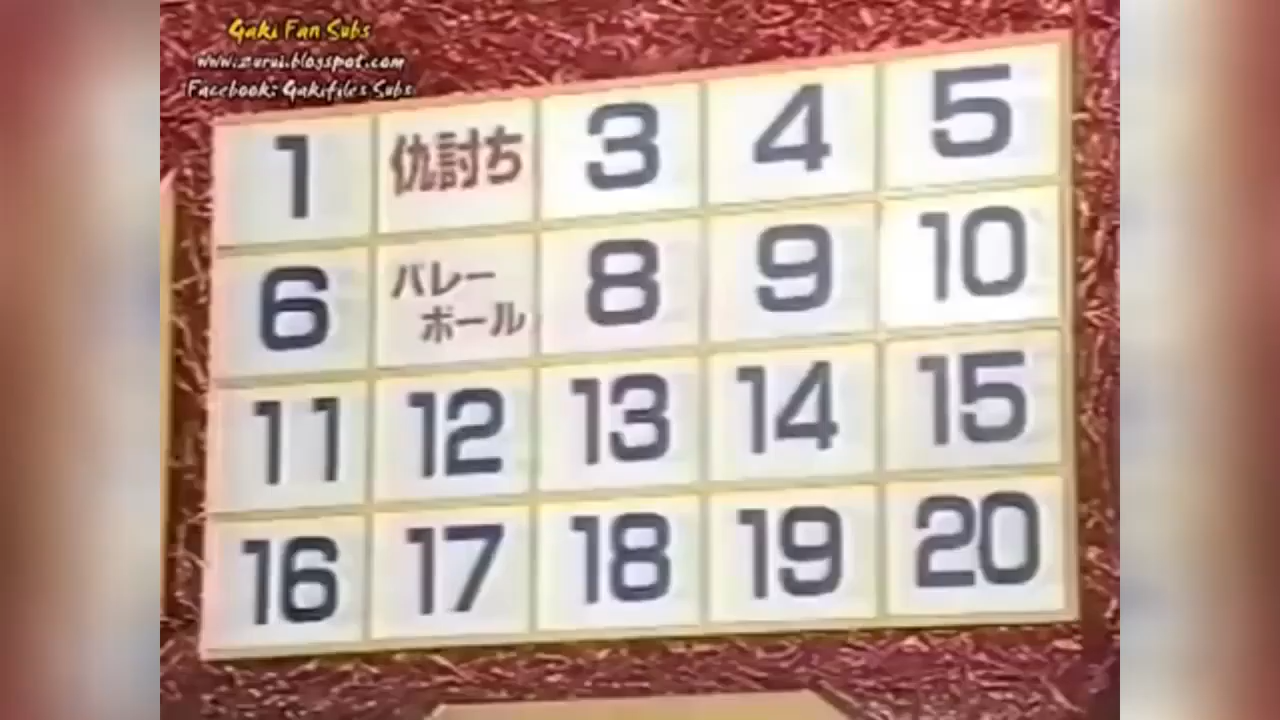 Gaki Fan Subs
www.zurui.blogspot.com
Facebook: Gakifiles Subs
1 仇討ち 3 4 5
6 バレー
ボール 8 9 10
11 12 13 14 15
16 17 18 19 20